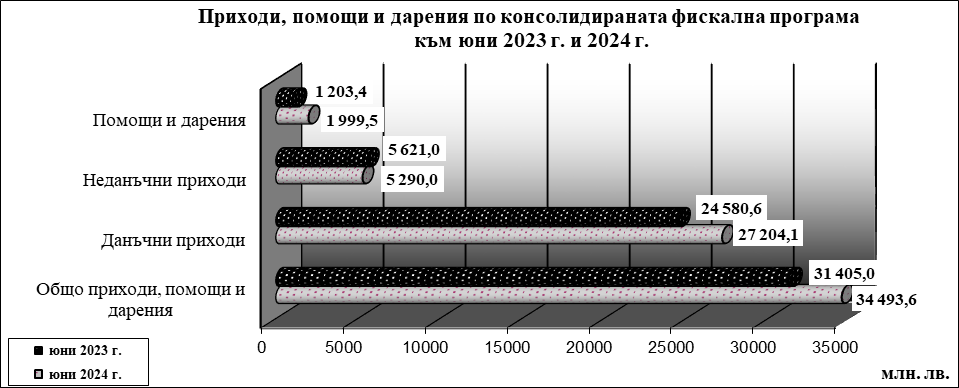 Приходи, помощи и дарения по консолидираната фискална програма
към юни 2023 г. и 2024 г.
Помощи и дарения
1 203,4
1 999,5
Неданъчни приходи
5 621,0
5 290,0
Данъчни приходи
24 580,6
27 204,1
Общо приходи, помощи и
дарения
31 405,0
34 493,6
0 5000 10000 15000 20000 25000 30000 35000
млн. лв.
юни 2023 г.
юни 2024 г.